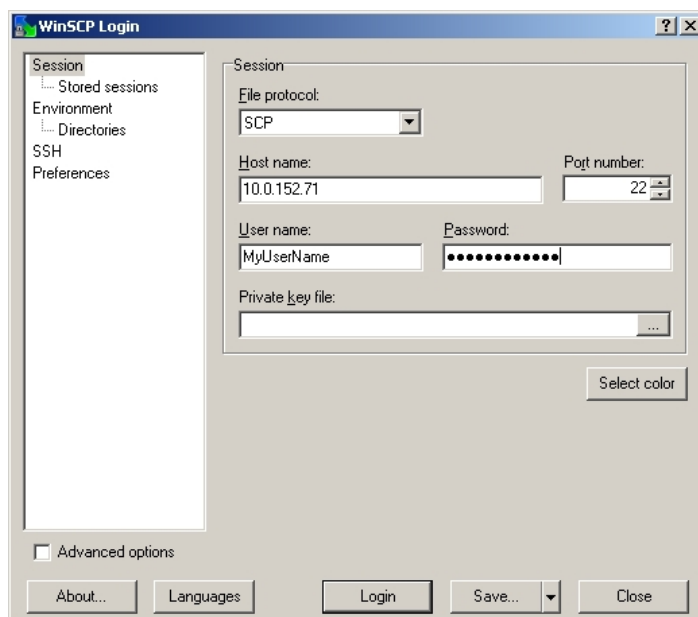 WinSCP Login
Session
Stored sessions
Environment
Directories
SSH
Preferences
Session
File protocol:
SCP
Host name:
Port number:
10.0.152.71
22
User name:
Password:
MyUserName
●●●●●●●●●●●●
Private key file:
...
Select color
Advanced options
About...
Languages
Login
Save...
Close